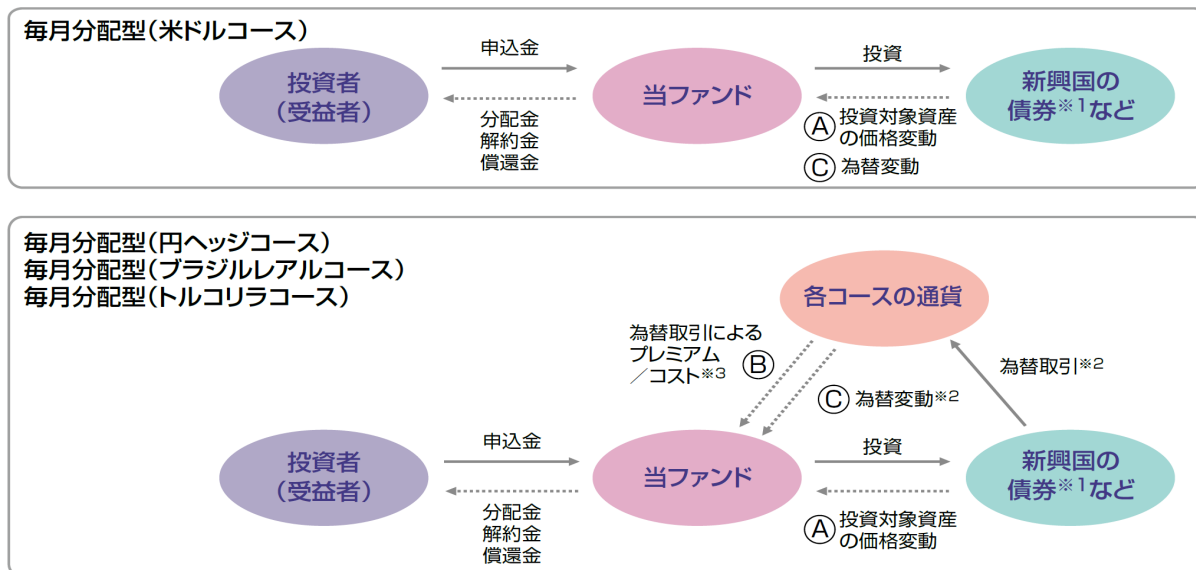 毎月分配型(米ドルコース)
投資者
(受益者)
申込金
分配金
解約金
償還金
当ファンド
投資
Ⓐ 投資対象資産
の価格変動
Ⓒ 為替変動
新興国の
債券※1など
毎月分配型(円ヘッジコース)
毎月分配型(ブラジルレアルコース)
毎月分配型(トルコリラコース)
各コースの通貨
為替取引による
プレミアム
/コスト※3 Ⓑ
Ⓒ 為替変動※2
為替取引※2
投資者
(受益者)
申込金
分配金
解約金
償還金
当ファンド
投資
Ⓐ 投資対象資産
の価格変動
新興国の
債券※1など